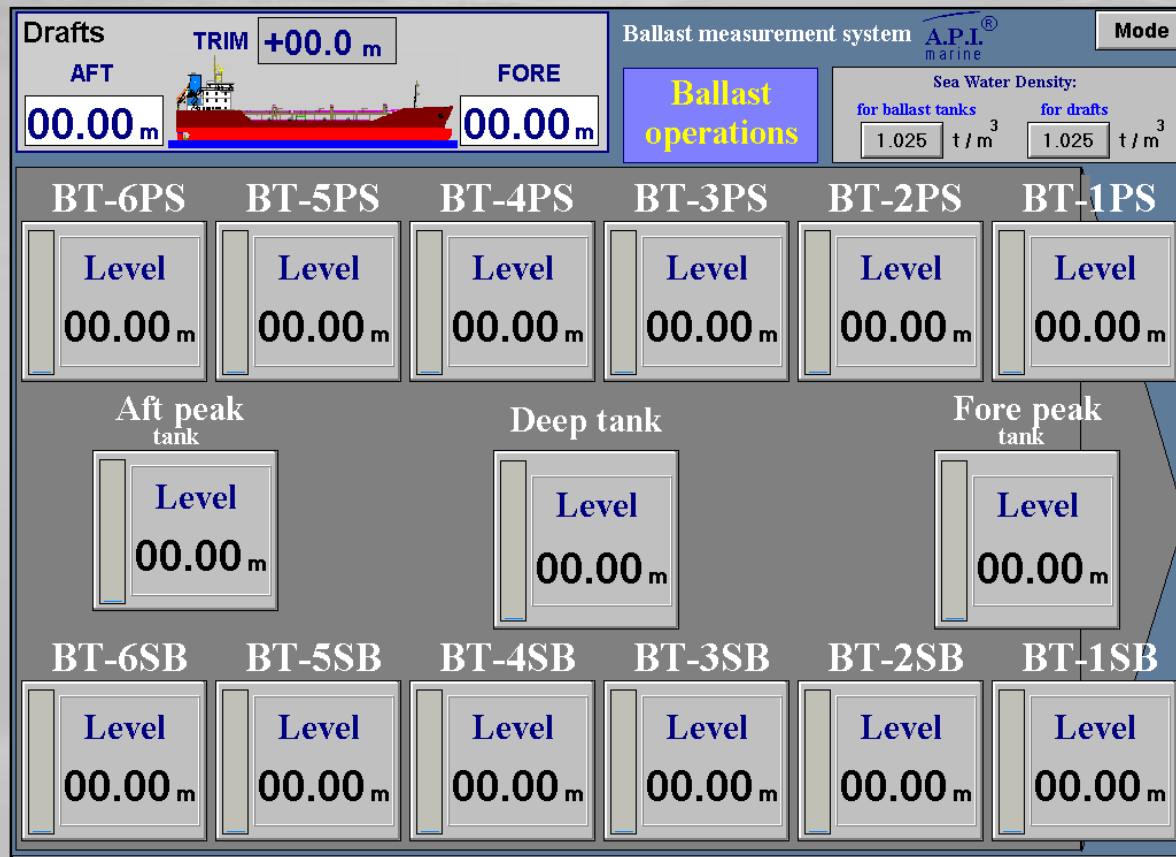 Drafts
TRIM +00.0 m
AFT
FORE
00.00 m
00.00 m
Ballast measurement system
A.P.I.®
marine
Mode
Ballast
operations
Sea Water Density:
for ballast tanks
for drafts
1.025 t / m³
1.025 t / m³
BT-6PS BT-5PS BT-4PS BT-3PS BT-2PS BT-1PS
Level Level Level Level Level Level
00.00 m 00.00 m 00.00 m 00.00 m 00.00 m 00.00 m
Aft peak
tank
Level
00.00 m
Deep tank
Level
00.00 m
Fore peak
tank
Level
00.00 m
BT-6SB BT-5SB BT-4SB BT-3SB BT-2SB BT-1SB
Level Level Level Level Level Level
00.00 m 00.00 m 00.00 m 00.00 m 00.00 m 00.00 m